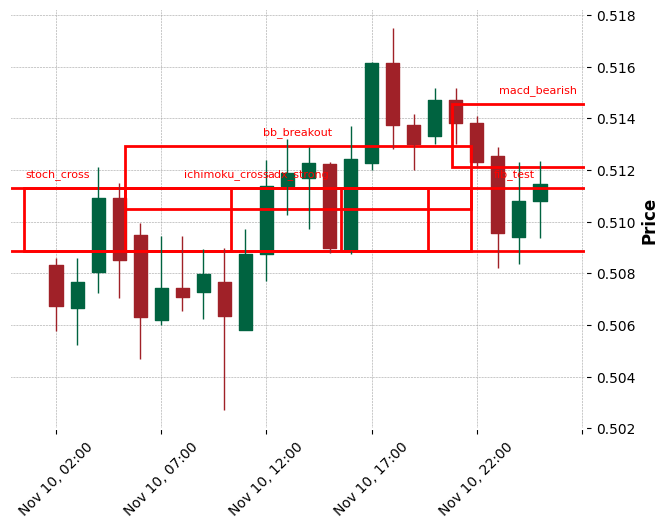 0.518
0.516
macd_bearish
0.514
bb_breakout
0.512
stoch_cross
ichimoku_cross
0.510
Price
0.508
0.506
0.504
0.502
Nov 10, 02:00
Nov 10, 07:00
Nov 10, 12:00
Nov 10, 17:00
Nov 10, 22:00